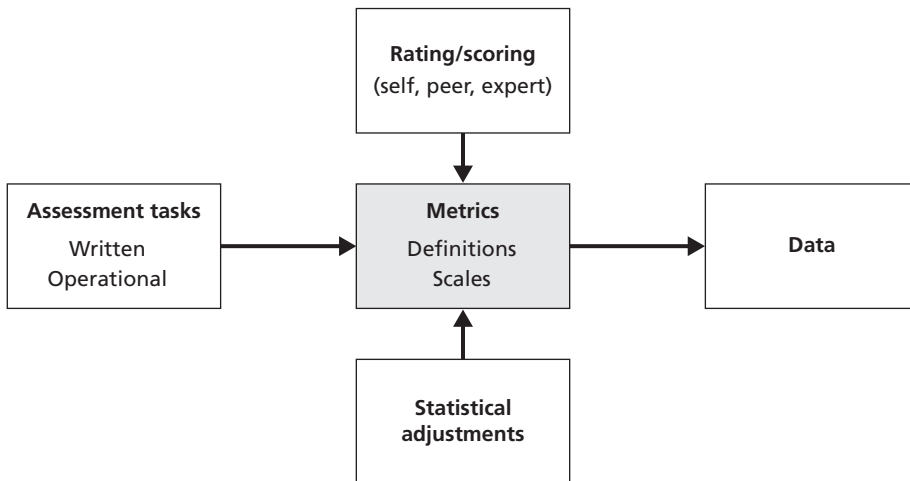 Rating/scoring
(self, peer, expert)
Assessment tasks
Written
Operational
Metrics
Definitions
Scales
Data
Statistical
adjustments